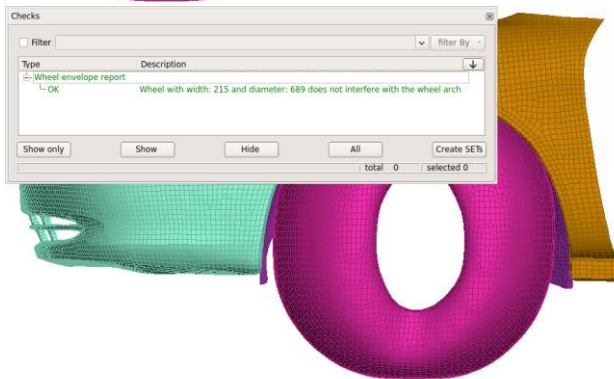 Checks
Filter
filter By
Type Description
Wheel envelope report
OK Wheel with width: 215 and diameter: 689 does not interfere with the wheel arch
Show only Show Hide All Create SETs
total 0 selected 0